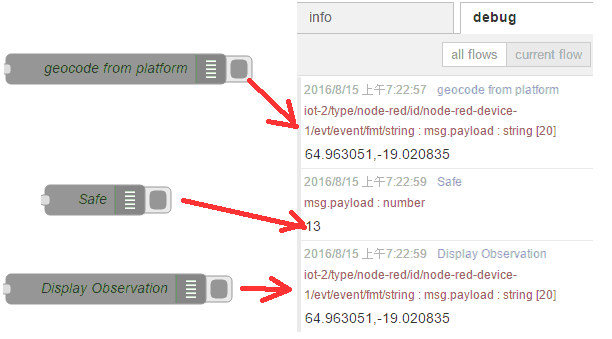 info
debug
all flows
current flow
geocode from platform
2016/8/15 上午7:22:57 geocode from platform
iot-2/type/node-red/id/node-red-device-
1/evt/event/fmt/string : msg.payload : string [20]
64.963051,-19.020835
Safe
2016/8/15 上午7:22:59 Safe
msg.payload : number
13
Display Observation
2016/8/15 上午7:22:59 Display Observation
iot-2/type/node-red/id/node-red-device-
1/evt/event/fmt/string : msg.payload : string [20]
64.963051,-19.020835